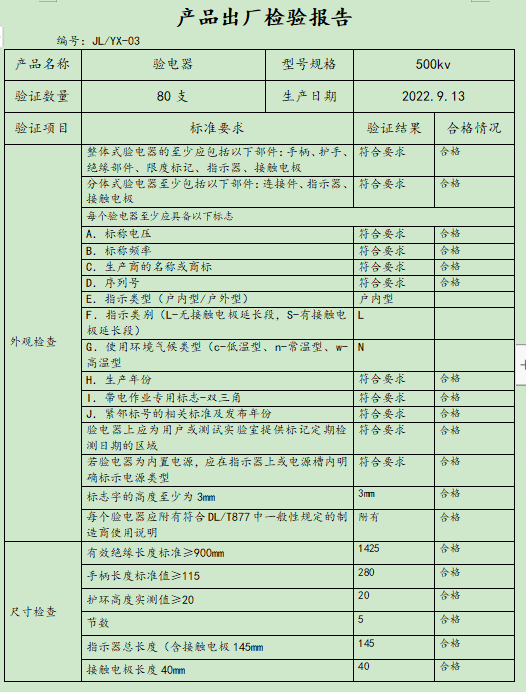 产品出厂检验报告
编号：JL/YX-03
产品名称 验电器 型号规格 500kv
验证数量 80 支 生产日期 2022.9.13
验证项目 标准要求 验证结果 合格情况
外观检查
整体式验电器的至少应包括以下部件：手柄、护手、 符合要求 合格
绝缘部件、限度标记、指示器、接触电极
分体式验电器至少包括以下部件：连接件、指示器、 符合要求 合格
接触电极
每个验电器至少应具备以下标志
A. 标称电压 符合要求 合格
B. 标称频率 符合要求 合格
C. 生产商的名称或商标 符合要求 合格
D. 序列号 符合要求 合格
E. 指示类型（户内型/户外型） 户内型
F. 指示类别（L-无接触电极延长段，S-有接触电 L
极延长段）
G. 使用环境气候类型（c-低温型、n-常温型、w- N
高温型
H. 生产年份 符合要求 合格
I. 带电作业专用标志-双三角 符合要求 合格
J. 紧邻标号的相关标准及发布年份 符合要求 合格
验电器上应为用户或测试实验室提供标记定期检 符合要求 合格
测日期的区域
若验电器为内置电源，应在指示器上或电源槽内明 符合要求 合格
确标示电源类型
标志字的高度至少为 3mm 3mm 合格
每个验电器应附有符合 DL/T877 中一般性规定的制 附有 合格
造商使用说明
尺寸检查
有效绝缘长度标准≥900mm 1425 合格
手柄长度标准值≥115 280 合格
护环高度实测值≥20 20 合格
节数 5 合格
指示器总长度（含接触电极 145mm 145 合格
接触电极长度 40mm 40 合格